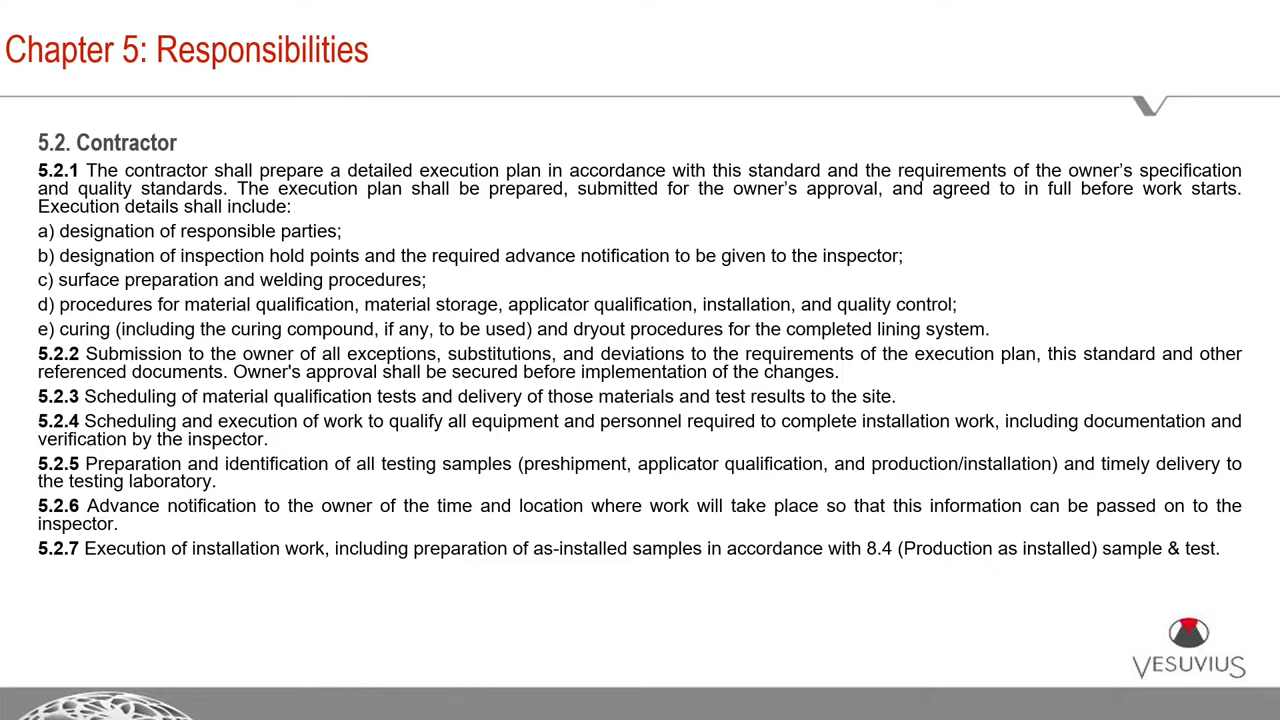 Chapter 5: Responsibilities
5.2. Contractor
5.2.1 The contractor shall prepare a detailed execution plan in accordance with this standard and the requirements of the owner's specification
and quality standards. The execution plan shall be prepared, submitted for the owner's approval, and agreed to in full before work starts.
Execution details shall include:
a) designation of responsible parties;
b) designation of inspection hold points and the required advance notification to be given to the inspector;
c) surface preparation and welding procedures;
d) procedures for material qualification, material storage, applicator qualification, installation, and quality control;
e) curing (including the curing compound, if any, to be used) and dryout procedures for the completed lining system.
5.2.2 Submission to the owner of all exceptions, substitutions, and deviations to the requirements of the execution plan, this standard and other
referenced documents. Owner's approval shall be secured before implementation of the changes.
5.2.3 Scheduling of material qualification tests and delivery of those materials and test results to the site.
5.2.4 Scheduling and execution of work to qualify all equipment and personnel required to complete installation work, including documentation and
verification by the inspector.
5.2.5 Preparation and identification of all testing samples (preshipment, applicator qualification, and production/installation) and timely delivery to
the testing laboratory.
5.2.6 Advance notification to the owner of the time and location where work will take place so that this information can be passed on to the
inspector.
5.2.7 Execution of installation work, including preparation of as-installed samples in accordance with 8.4 (Production as installed) sample & test.
VESUVIUS